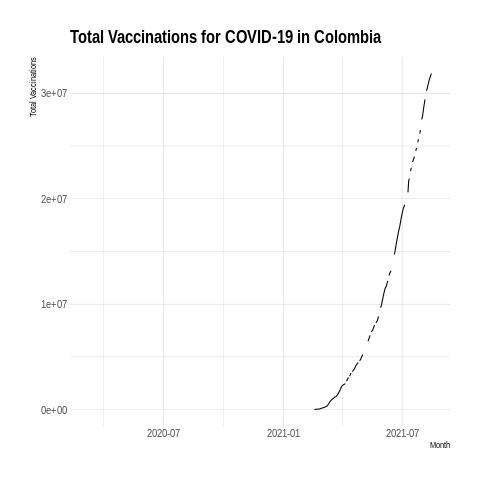 Total Vaccinations for COVID-19 in Colombia
Total Vaccinations
3e+07
2e+07
1e+07
0e+00
2020-07 2021-01 2021-07
Month